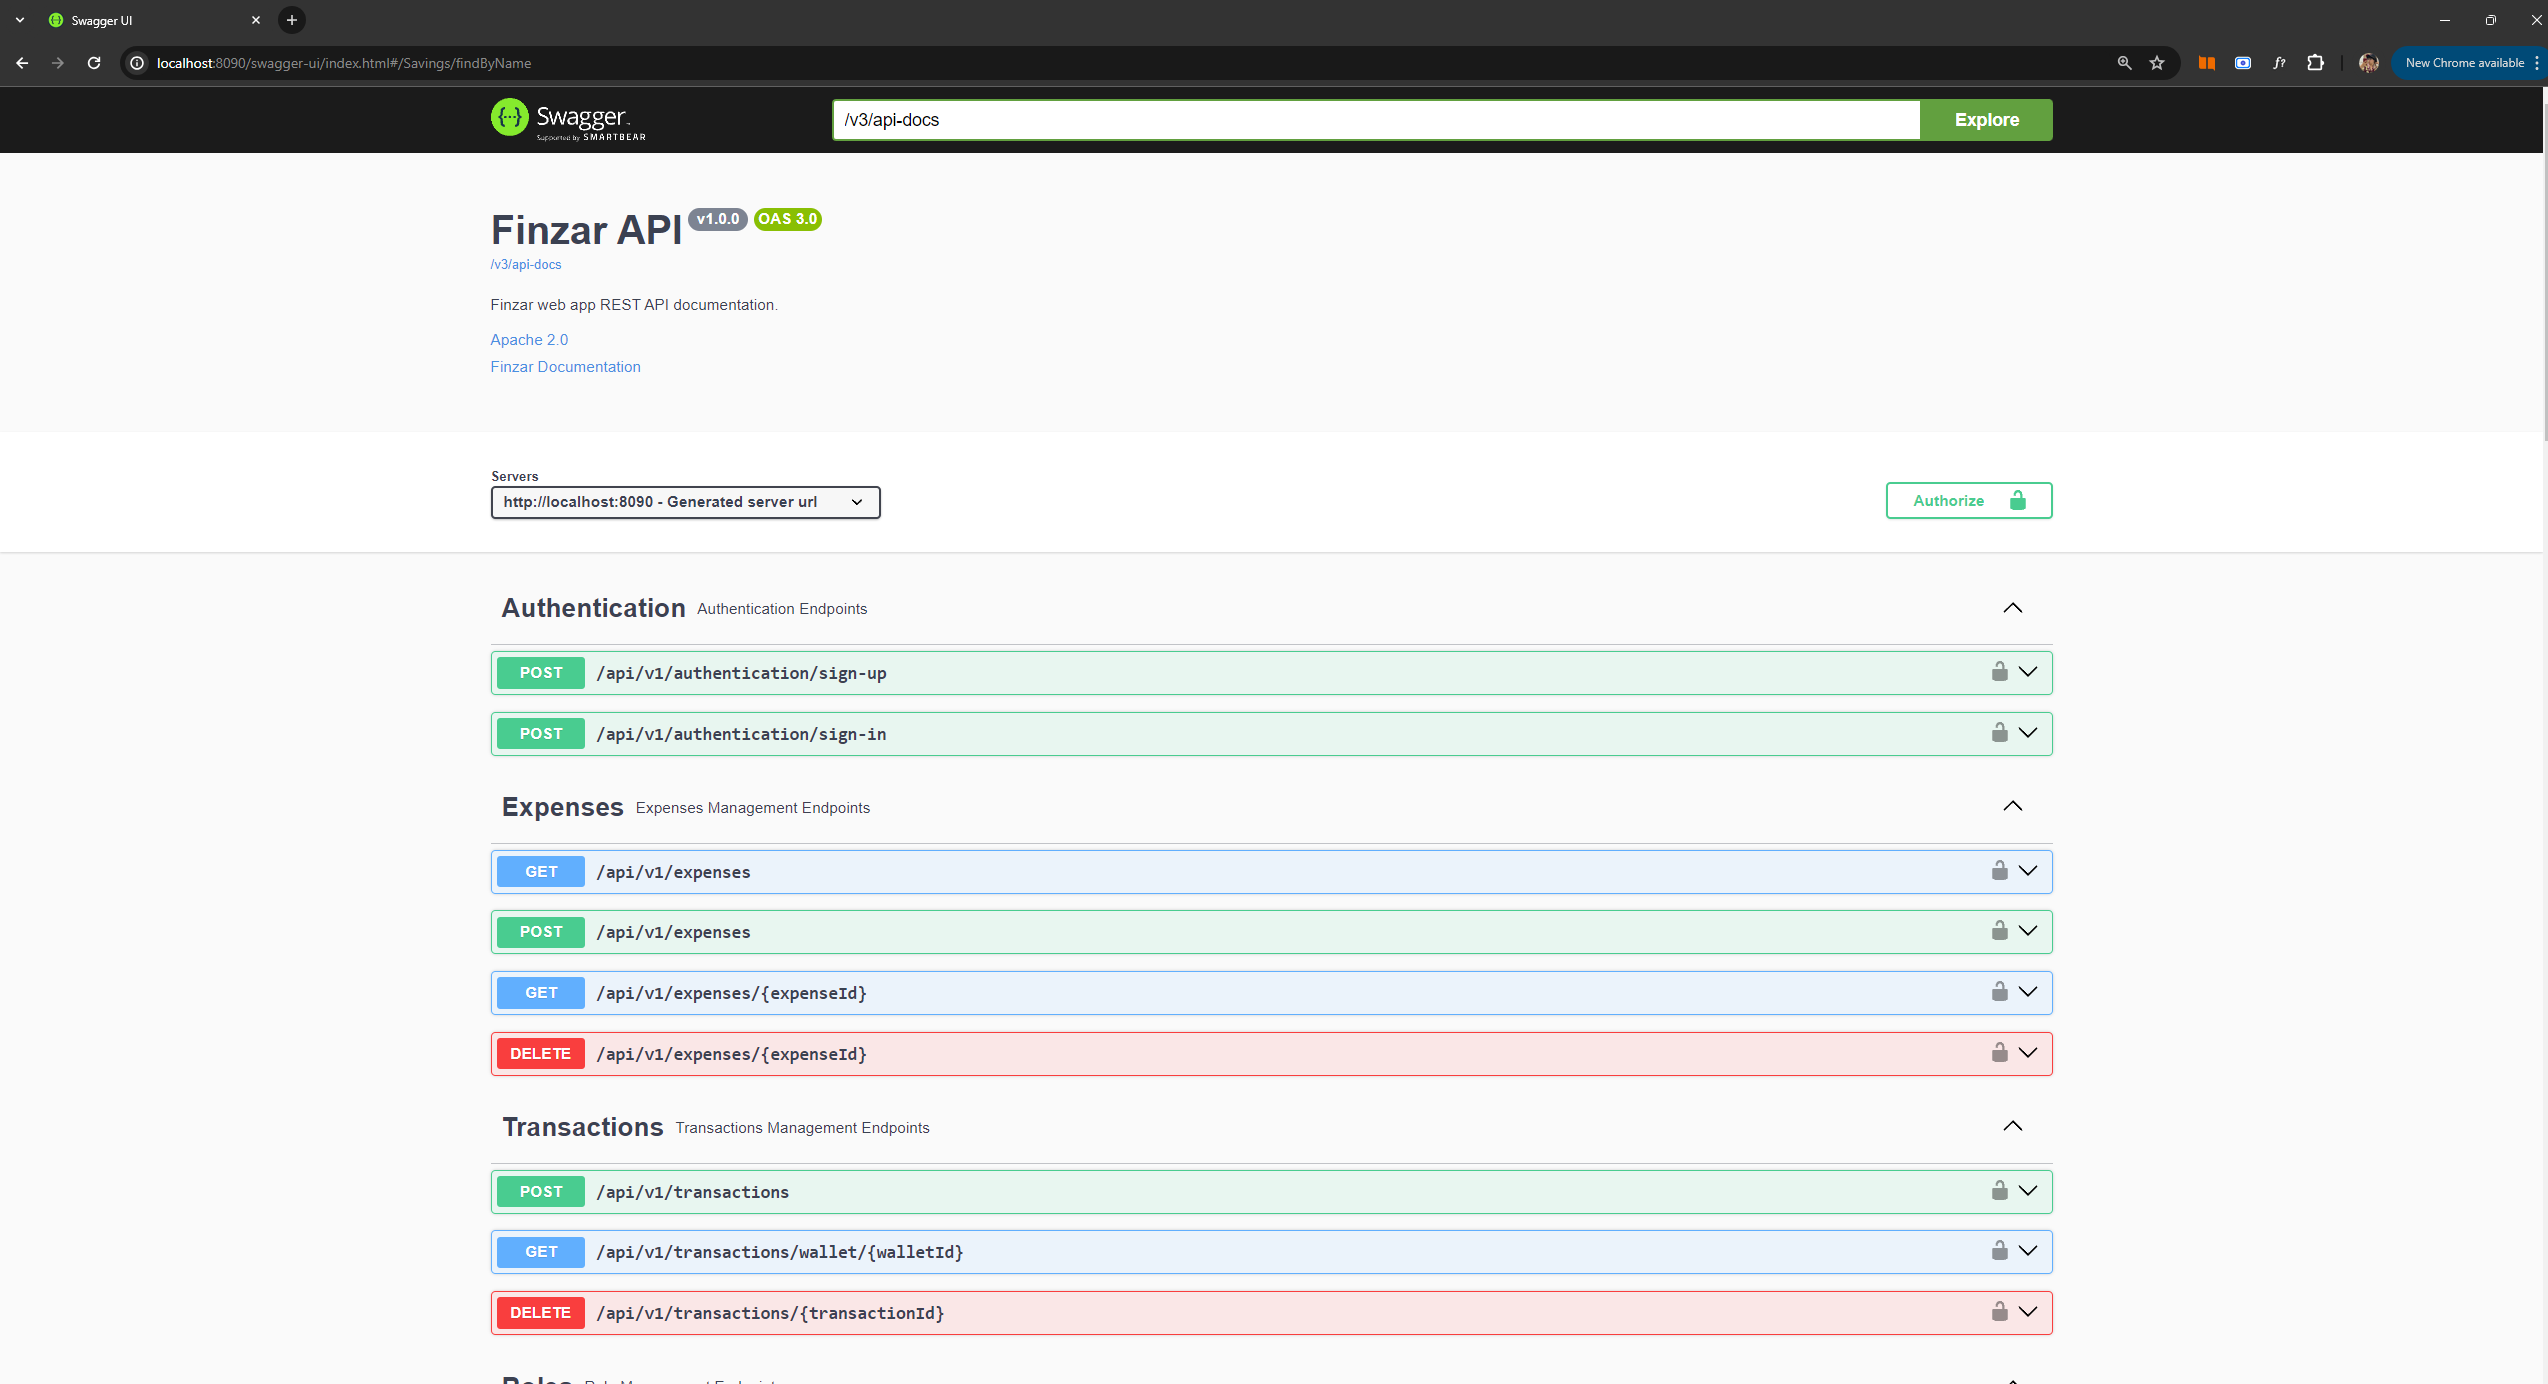 Swagger UI
localhost:8090/swagger-ui/index.html#/Savings/findByName
New Chrome available
Swagger
Supported by SMARTBEAR
/v3/api-docs
Explore
Finzar API v1.0.0 OAS 3.0
/v3/api-docs
Finzar web app REST API documentation.
Apache 2.0
Finzar Documentation
Servers
http://localhost:8090 - Generated server url
Authorize
Authentication Authentication Endpoints
POST /api/v1/authentication/sign-up
POST /api/v1/authentication/sign-in
Expenses Expenses Management Endpoints
GET /api/v1/expenses
POST /api/v1/expenses
GET /api/v1/expenses/{expenseId}
DELETE /api/v1/expenses/{expenseId}
Transactions Transactions Management Endpoints
POST /api/v1/transactions
GET /api/v1/transactions/wallet/{walletId}
DELETE /api/v1/transactions/{transactionId}